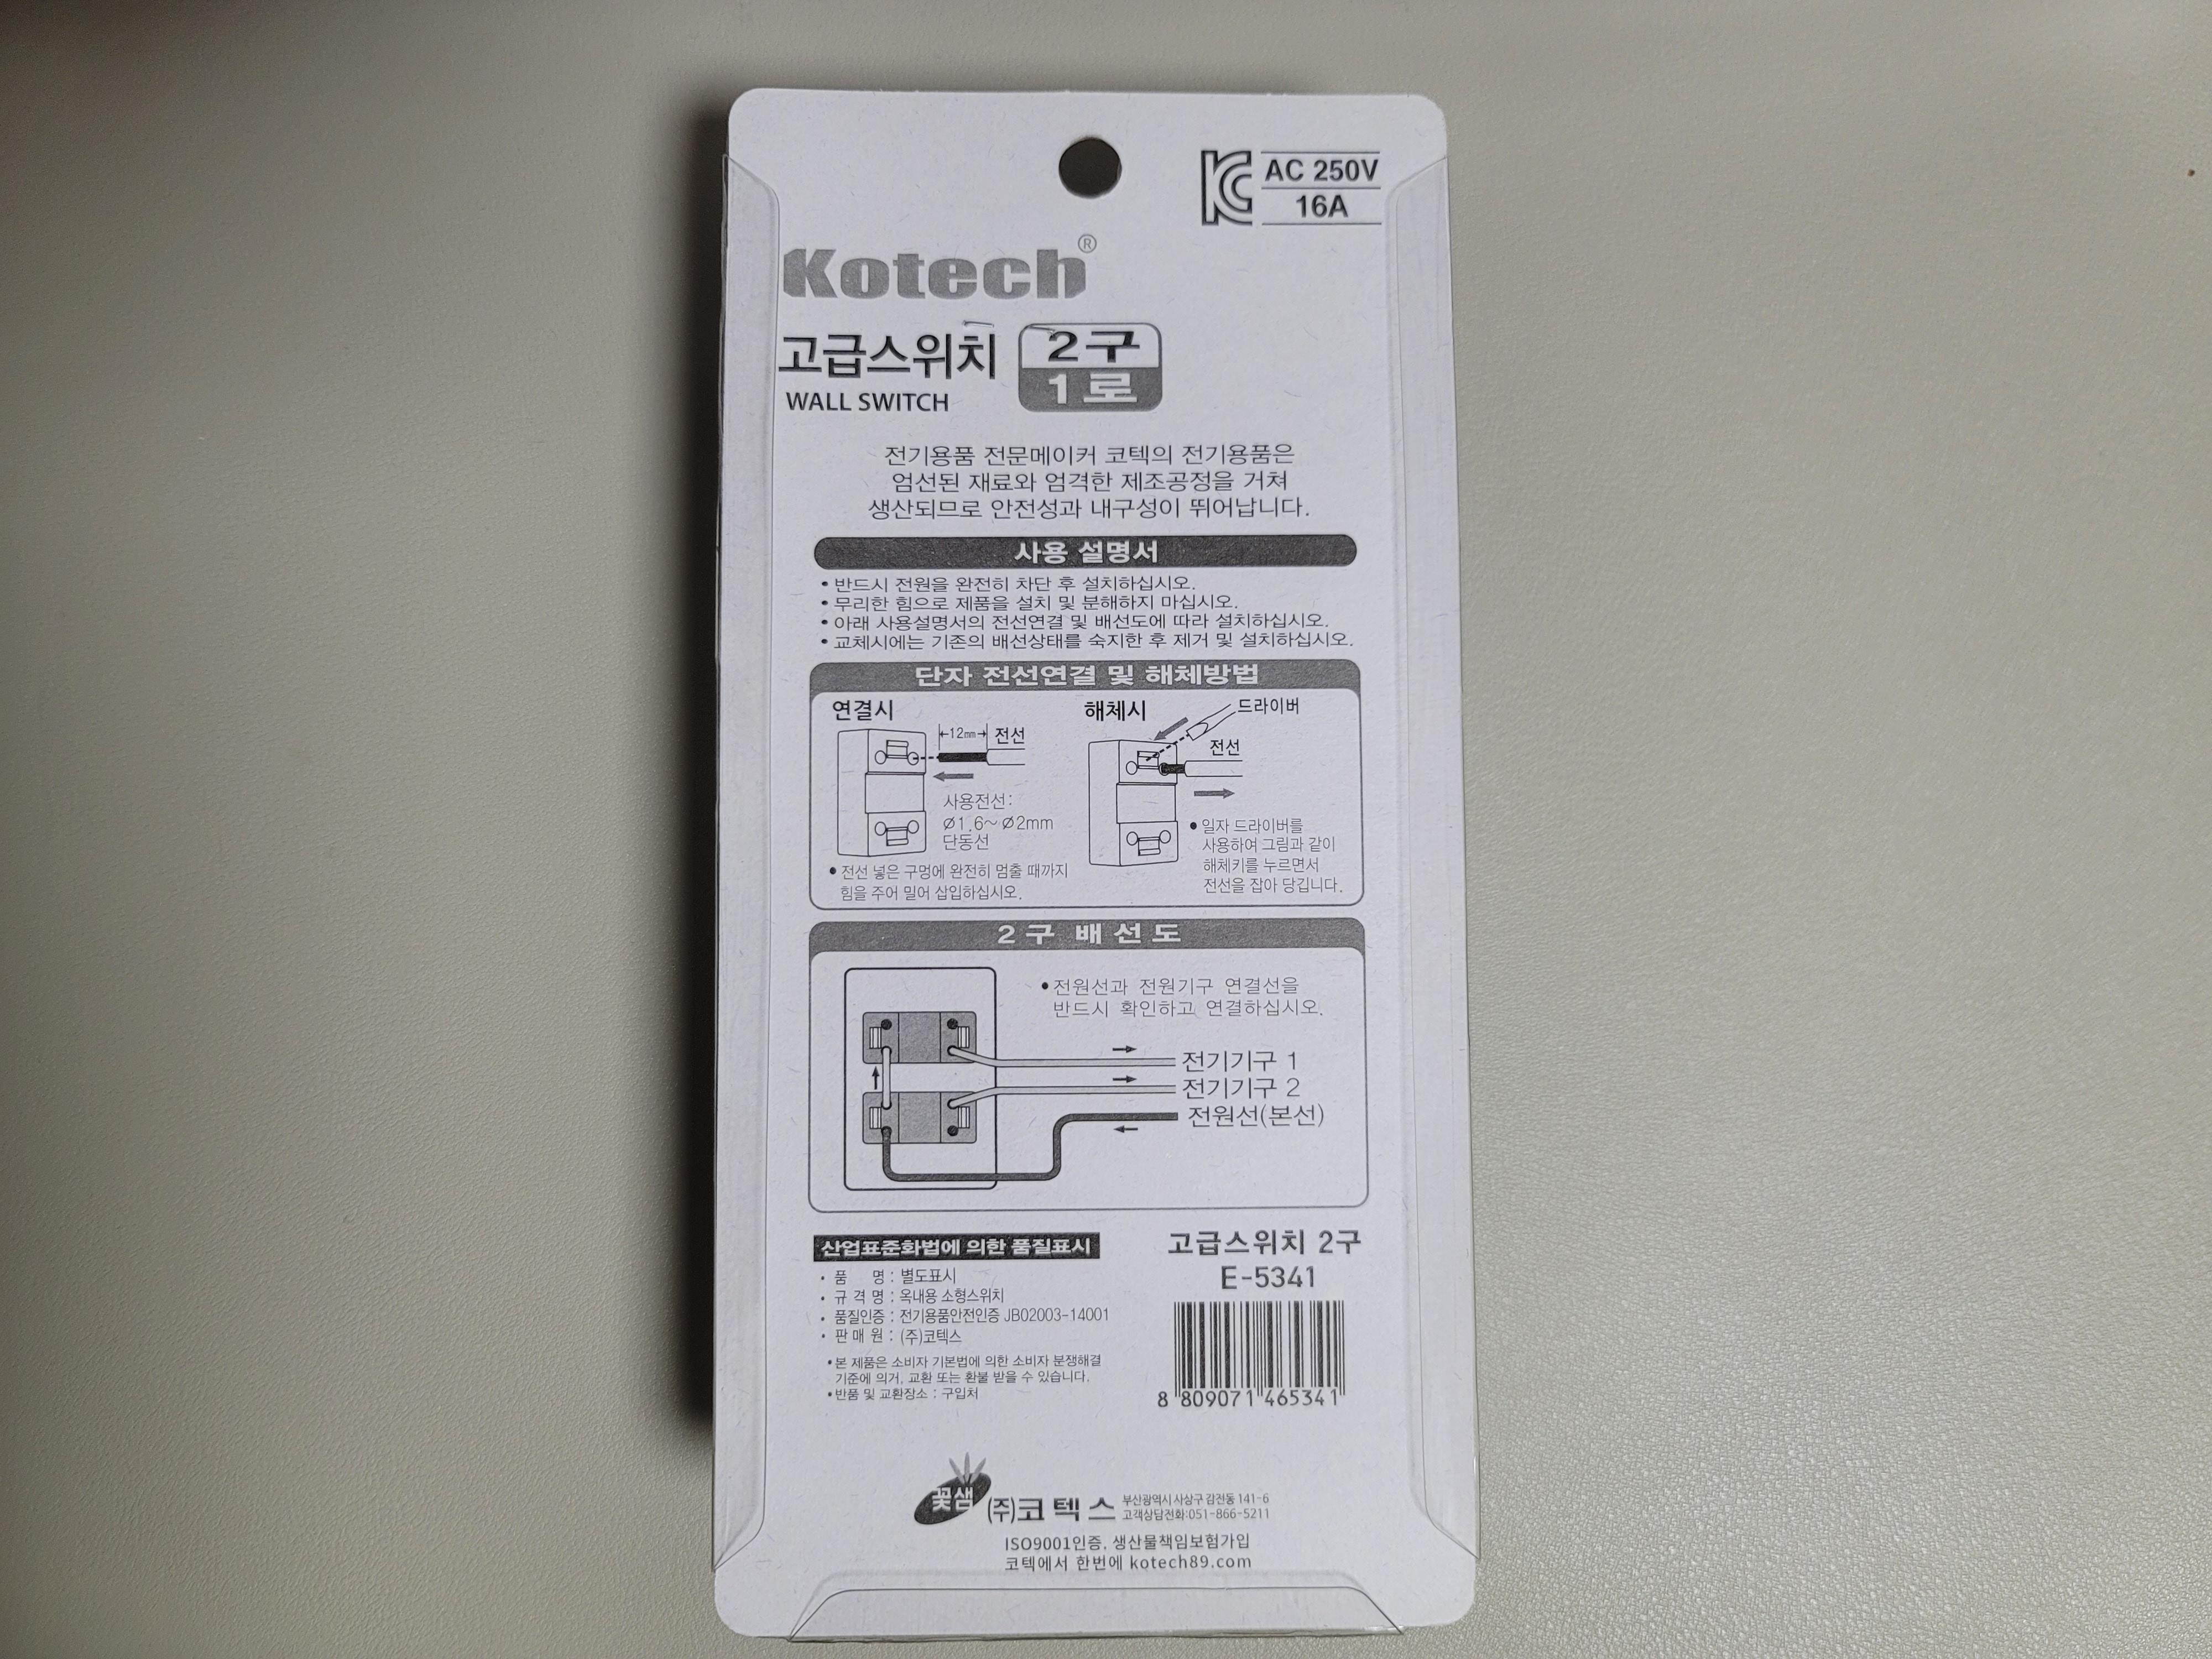 AC 250V
16A
Kotech®
고급스위치
2구
1로
WALL SWITCH
전기용품 전문메이커 코텍의 전기용품은
엄선된 재료와 엄격한 제조공정을 거쳐
생산되므로 안전성과 내구성이 뛰어납니다.
사용 설명서
• 반드시 전원을 완전히 차단 후 설치하십시오.
• 무리한 힘으로 제품을 설치 및 분해하지 마십시오.
• 아래 사용설명서의 전선연결 및 배선도에 따라 설치하십시오.
• 교체시에는 기존의 배선상태를 숙지한 후 제거 및 설치하십시오.
단자 전선연결 및 해체방법
연결시
12mm
전선
사용전선:
Ø1.6~Ø2mm
단동선
• 전선 넣은 구멍에 완전히 멈출 때까지
힘을 주어 밀어 삽입하십시오.
해체시
드라이버
전선
• 일자 드라이버를
사용하여 그림과 같이
해체키를 누르면서
전선을 잡아 당깁니다.
2구 배선도
• 전원선과 전원기구 연결선을
반드시 확인하고 연결하십시오.
전기기구 1
전기기구 2
전원선(본선)
산업표준화법에 의한 품질표시
• 품 명 : 별도표시
• 규 격 명 : 옥내용 소형스위치
• 품질인증 : 전기용품안전인증 JB02003-14001
• 판 매 원 : (주)코텍스
• 본 제품은 소비자 기본법에 의한 소비자 분쟁해결
기준에 의거, 교환 또는 환불 받을 수 있습니다.
• 반품 및 교환장소 : 구입처
고급스위치 2구
E-5341
8 809071 465341
꽃샘
(주)코텍스
부산광역시 사상구 감전동 141-6
고객상담전화:051-866-5211
ISO9001인증, 생산물책임보험가입
코텍에서 한번에 kotech89.com